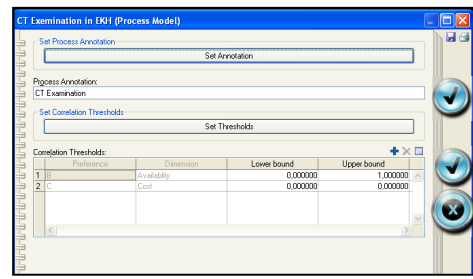 CT Exemination in EKH (Process Model)
Set Process Annotation
Set Annotation
Process Annotation:
CT Examination
Set Correlation Thresholds
Set Thresholds
Correlation Thresholds:
Preference Dimension Lower bound Upper bound
1 B Availablity 0,000000 1,000000
2 C Cost 0,000000 0,000000